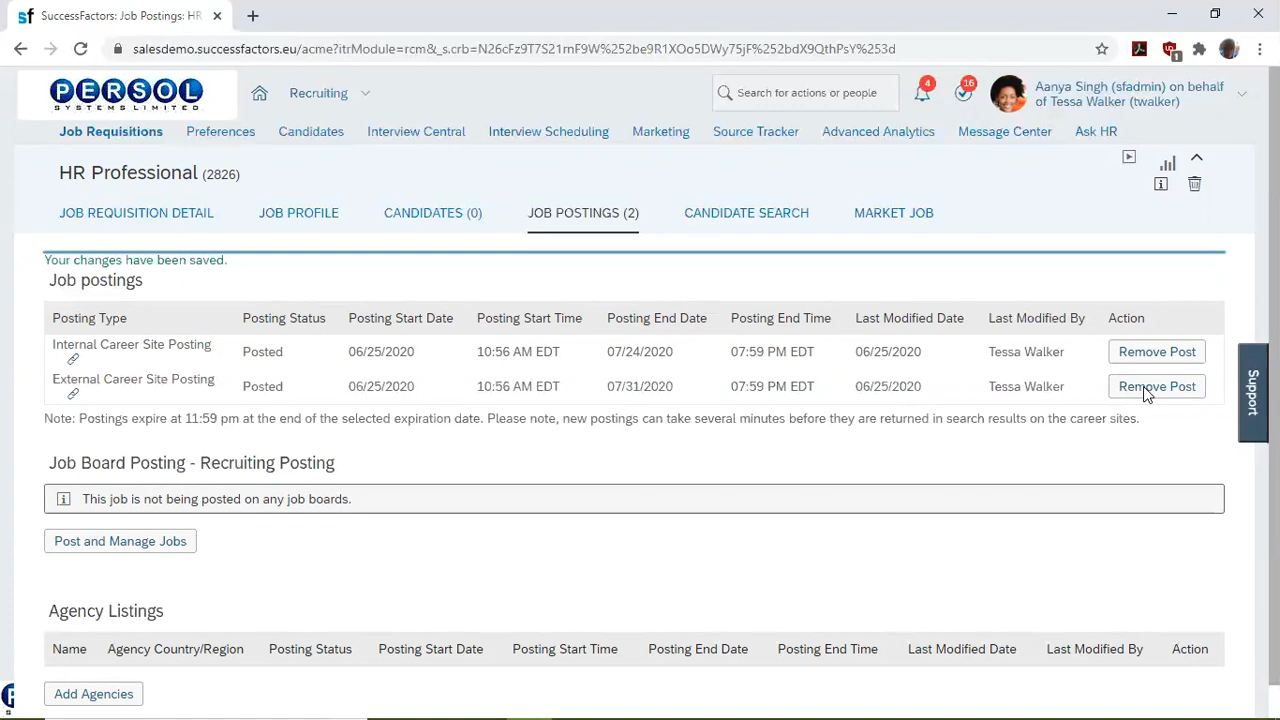 sf SuccessFactors: Job Postings: HR
salesdemo.successfactors.eu/acme?itrModule=rcm&_s.crb=N26cFz9T7S21rnF9W%252be9R1XOo5DWy75jF%252bdX9QthPsY%253d
1
PERSOL
SYSTEMS LIMITED.
Recruiting
Search for actions or people
4
16
Aanya Singh (sfadmin) on behalf
of Tessa Walker (twalker)
Job Requisitions Preferences Candidates Interview Central Interview Scheduling Marketing Source Tracker Advanced Analytics Message Center Ask HR
HR Professional (2826)
JOB REQUISITION DETAIL JOB PROFILE CANDIDATES (0) JOB POSTINGS (2) CANDIDATE SEARCH MARKET JOB
Your changes have been saved.
Job postings
Posting Type Posting Status Posting Start Date Posting Start Time Posting End Date Posting End Time Last Modified Date Last Modified By Action
Internal Career Site Posting Posted 06/25/2020 10:56 AM EDT 07/24/2020 07:59 PM EDT 06/25/2020 Tessa Walker Remove Post
External Career Site Posting Posted 06/25/2020 10:56 AM EDT 07/31/2020 07:59 PM EDT 06/25/2020 Tessa Walker Remove Post
Note: Postings expire at 11:59 pm at the end of the selected expiration date. Please note, new postings can take several minutes before they are returned in search results on the career sites.
Support
Job Board Posting - Recruiting Posting
This job is not being posted on any job boards.
Post and Manage Jobs
Agency Listings
Name Agency Country/Region Posting Status Posting Start Date Posting Start Time Posting End Date Posting End Time Last Modified Date Last Modified By Action
Add Agencies